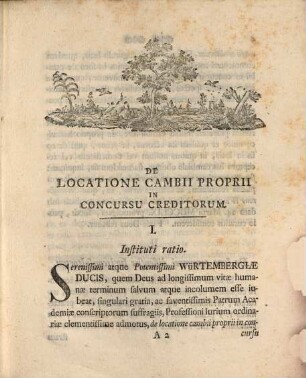 DE
LOCATIONE CAMBII PROPRII
IN
CONCURSU CREDITORUM.
I.
Instituti ratio.
Serenissimi atque Potentissimi WüRTEMBERGIÆ
DUCIS, quem Deus ad longissimum vitæ huma-
næ terminum salvum atque incolumem esse iu-
beat, singulari gratia, ac faventissimis Patrum Aca-
demiæ conscriptorum suffragiis, Professioni Iurium ordina-
riæ clementissime admotus, de locatione cambii proprii in con-
A 2 cursu